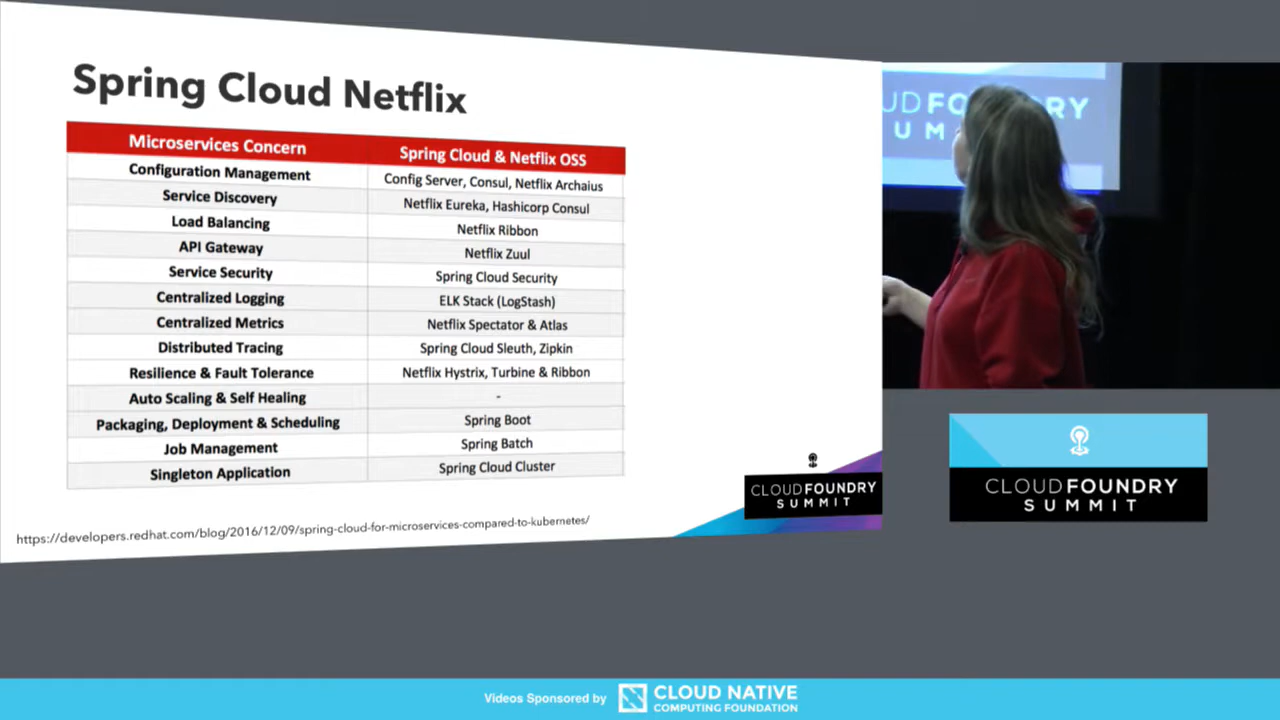 Spring Cloud Netflix
Microservices Concern
Spring Cloud & Netflix OSS
Configuration Management
Config Server, Consul, Netflix Archaius
Service Discovery
Netflix Eureka, Hashicorp Consul
Load Balancing
Netflix Ribbon
API Gateway
Netflix Zuul
Service Security
Spring Cloud Security
Centralized Logging
ELK Stack (LogStash)
Centralized Metrics
Netflix Spectator & Atlas
Distributed Tracing
Spring Cloud Sleuth, Zipkin
Resilience & Fault Tolerance
Netflix Hystrix, Turbine & Ribbon
Auto Scaling & Self Healing
-
Packaging, Deployment & Scheduling
Spring Boot
Job Management
Spring Batch
Singleton Application
Spring Cloud Cluster
https://developers.redhat.com/blog/2016/12/09/spring-cloud-for-microservices-compared-to-kubernetes/
CLOUDFOUNDRY
SUMMIT
CLOUDFOUNDRY
SUMMIT
Videos Sponsored by
CLOUD NATIVE
COMPUTING FOUNDATION